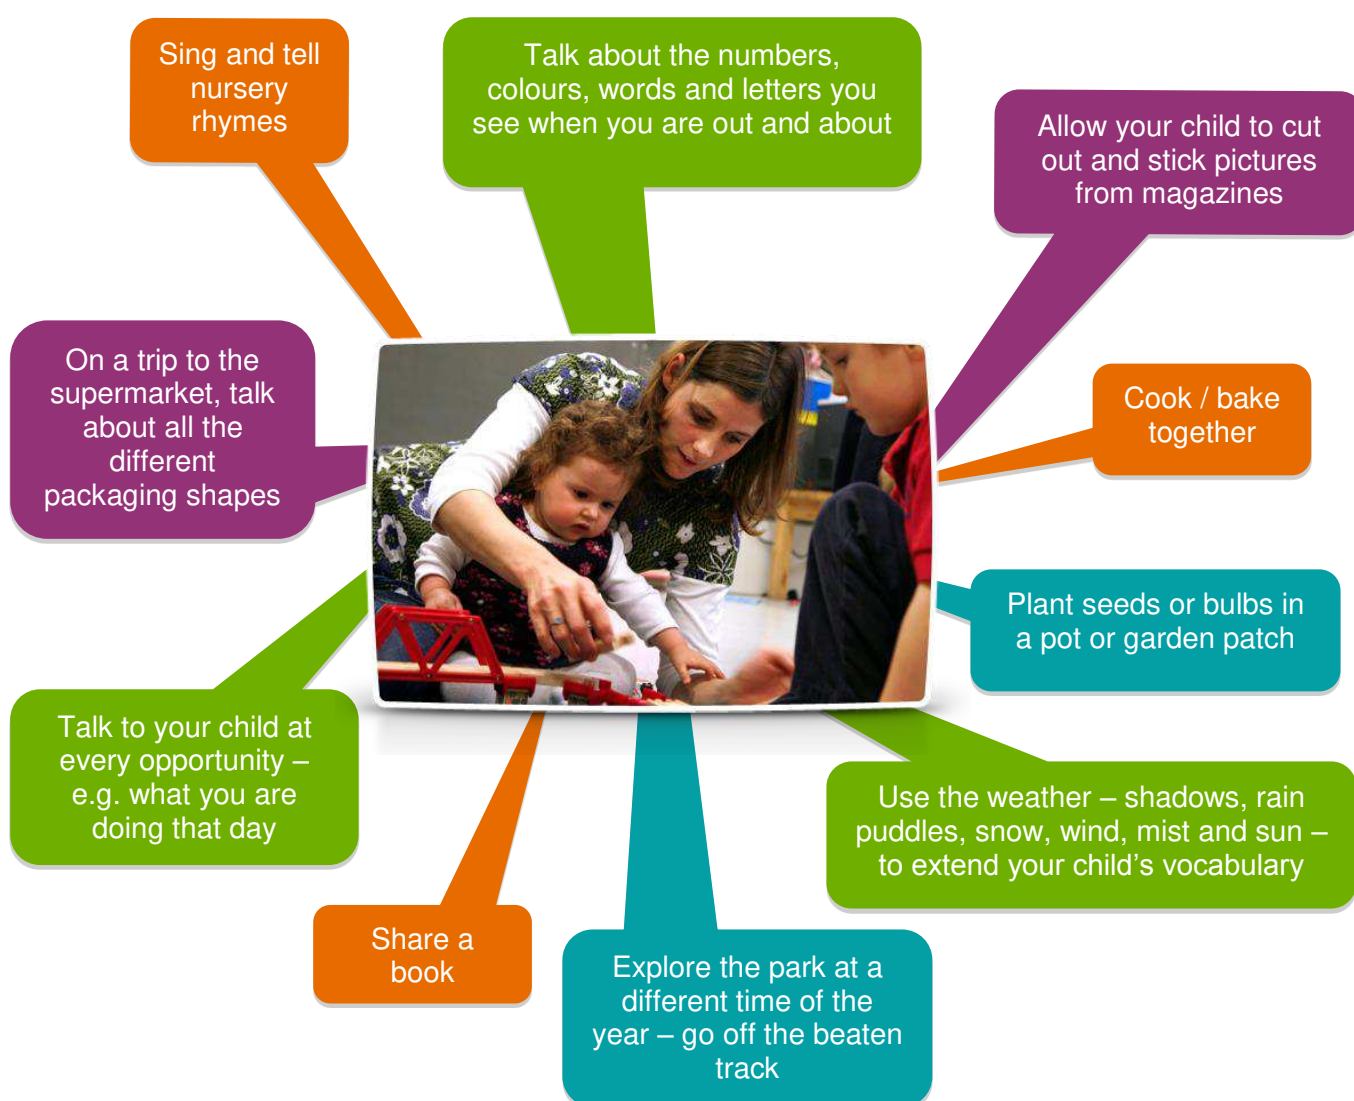 Sing and tell
nursery
rhymes
Talk about the numbers,
colours, words and letters you
see when you are out and about
Allow your child to cut
out and stick pictures
from magazines
On a trip to the
supermarket, talk
about all the
different
packaging shapes
Cook / bake
together
Plant seeds or bulbs in
a pot or garden patch
Talk to your child at
every opportunity –
e.g. what you are
doing that day
Use the weather – shadows, rain
puddles, snow, wind, mist and sun –
to extend your child’s vocabulary
Share a
book
Explore the park at a
different time of the
year – go off the beaten
track